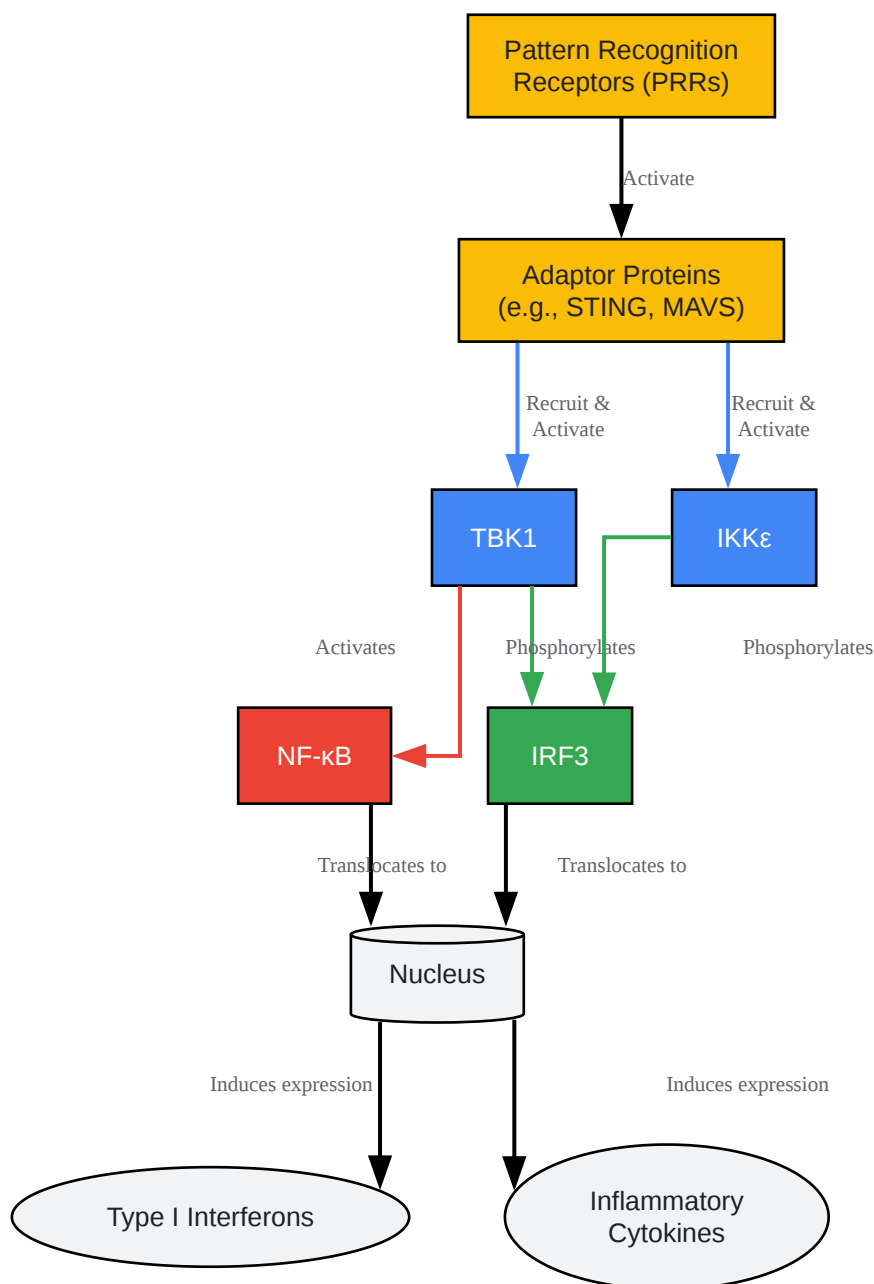 Pattern Recognition
Receptors (PRRs)
Activate
Adaptor Proteins
(e.g., STING, MAVS)
Recruit &
Activate
Recruit &
Activate
TBK1
IKKε
Activates
Phosphorylates
Phosphorylates
NF-κB
IRF3
Translocates to
Translocates to
Nucleus
Induces expression
Induces expression
Type I Interferons
Inflammatory
Cytokines